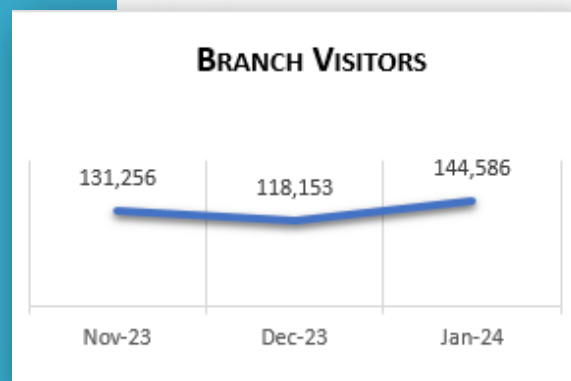 BRANCH VISITORS
131,256
118,153
144,586
Nov-23 Dec-23 Jan-24